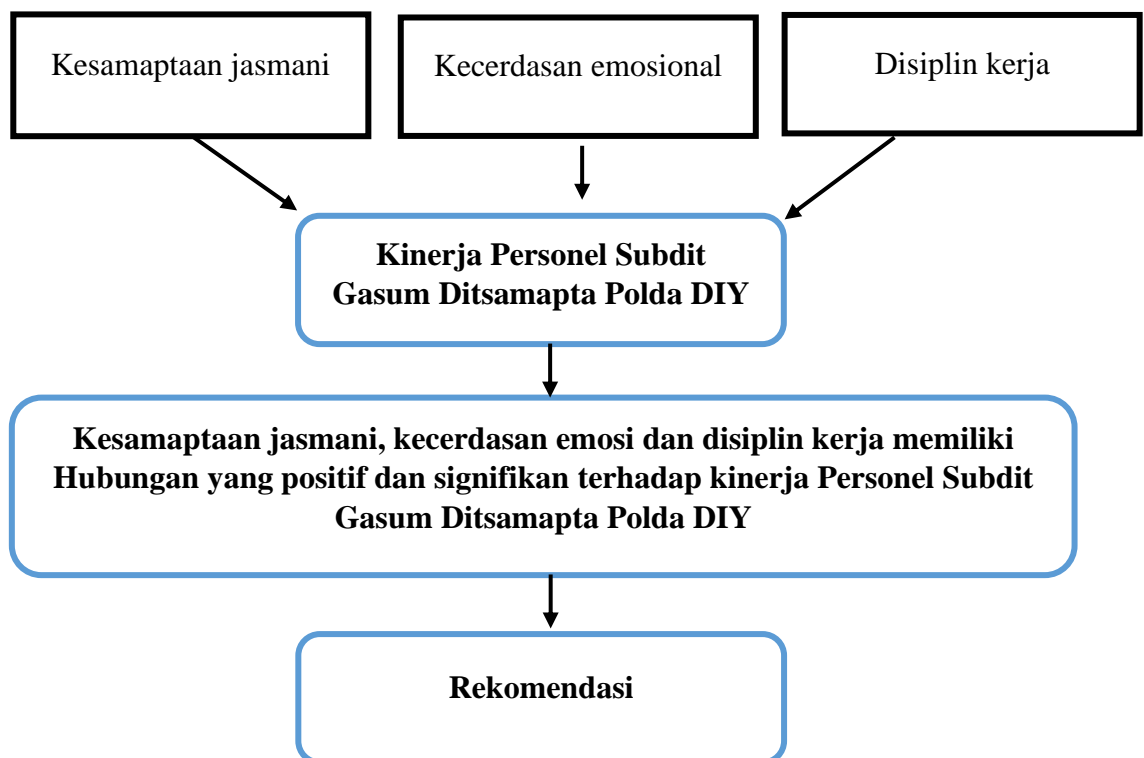 Kesamaptaan jasmani
Kecerdasan emosional
Disiplin kerja
Kinerja Personel Subdit
Gasum Ditsamapta Polda DIY
Kesamaptaan jasmani, kecerdasan emosi dan disiplin kerja memiliki
Hubungan yang positif dan signifikan terhadap kinerja Personel Subdit
Gasum Ditsamapta Polda DIY
Rekomendasi